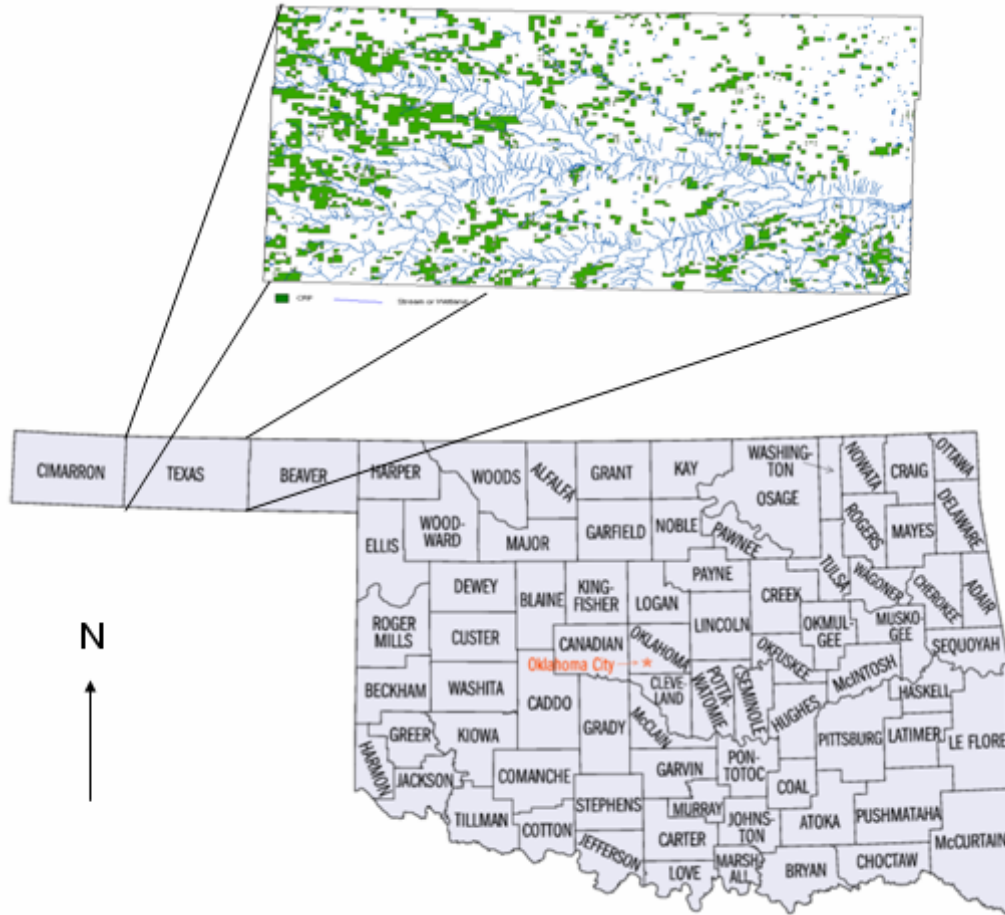 CRP
Stream or Wetland
CIMARRON
TEXAS
BEAVER
HARPER
WOODS
ALFALFA
GRANT
KAY
WASHING-
TON
OSAGE
NOWATA
CRAIG
OTTAWA
DELAWARE
ELLIS
WOOD-
WARD
MAJOR
GARFIELD
NOBLE
PAWNEE
ROGERS
MAYES
DEWEY
BLAINE
KING-
FISHER
LOGAN
PAYNE
CREEK
TULSA
WAGONER
CHEROKEE
ADAIR
N
ROGER
MILLS
CUSTER
CANADIAN
OKLAHOMA
LINCOLN
OKMUL-
GEE
MUSKO-
GEE
SEQUOYAH
Oklahoma City
OKFUSKEE
McINTOSH
BECKHAM
WASHITA
CADDO
CLEVE-
LAND
POTTA-
WATOMIE
SEMINOLE
HUGHES
HASKELL
GREER
KIOWA
GRADY
McCLAIN
PITTSBURG
LATIMER
LE FLORE
HARMON
JACKSON
COMANCHE
GARVIN
PON-
TOTOC
COAL
TILLMAN
COTTON
STEPHENS
MURRAY
JOHNS-
TON
ATOKA
PUSHMATAHA
CARTER
McCURTAIN
JEFFERSON
LOVE
MARSH-
ALL
BRYAN
CHOCTAW